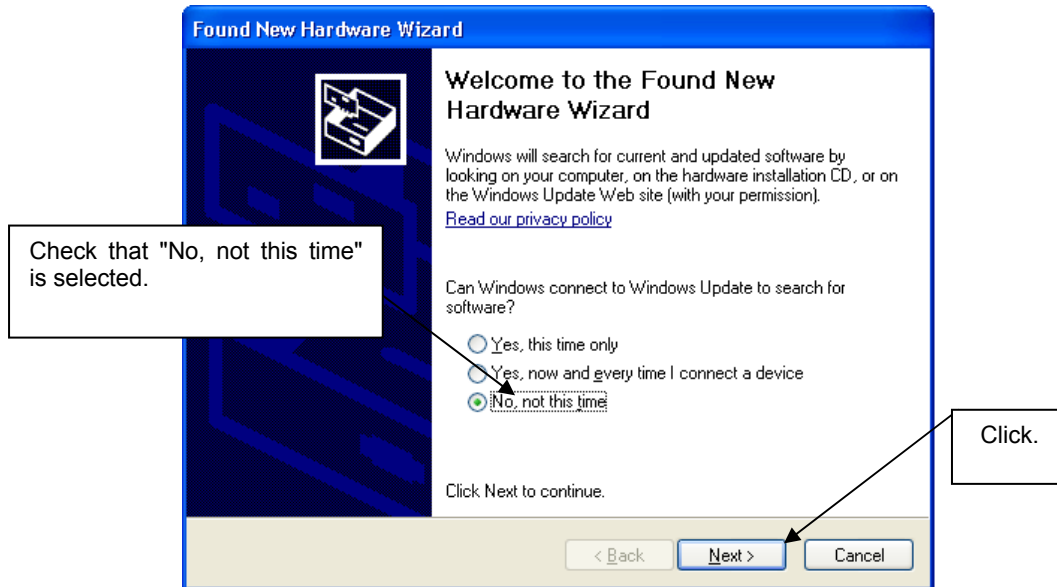 Found New Hardware Wizard
Welcome to the Found New
Hardware Wizard
Windows will search for current and updated software by
looking on your computer, on the hardware installation CD, or on
the Windows Update Web site (with your permission).
Read our privacy policy
Check that "No, not this time"
is selected.
Can Windows connect to Windows Update to search for
software?
Yes, this time only
Yes, now and every time I connect a device
No, not this time
Click.
Click Next to continue.
< Back
Next >
Cancel